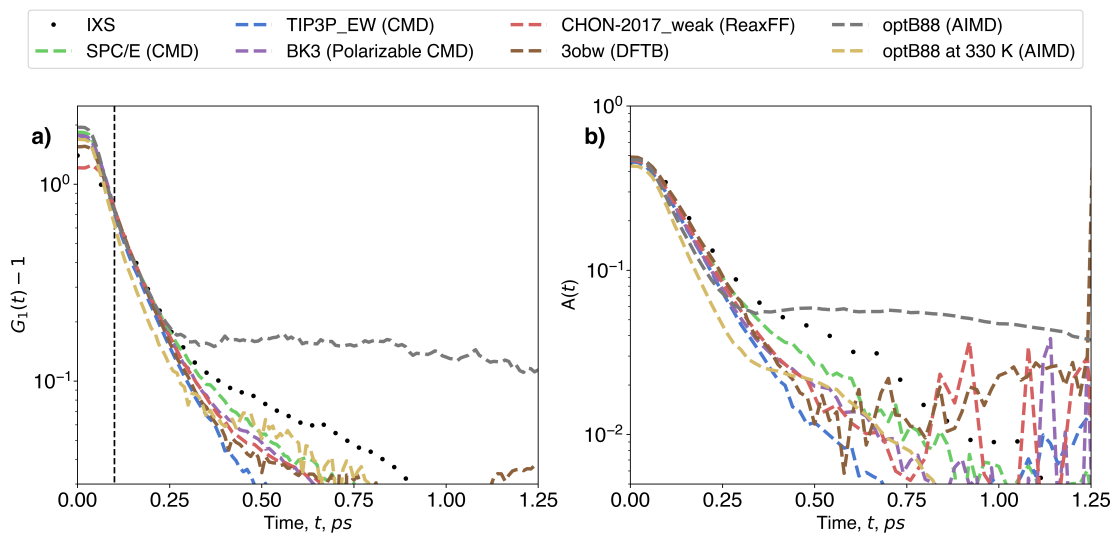 IXS
SPC/E (CMD)
TIP3P_EW (CMD)
BK3 (Polarizable CMD)
CHON-2017_weak (ReaxFF)
3obw (DFTB)
optB88 (AIMD)
optB88 at 330 K (AIMD)
a)
G₁(t) − 1
10⁰
10⁻¹
0.00 0.25 0.50 0.75 1.00 1.25
Time, t, ps
b)
A(t)
10⁰
10⁻¹
10⁻²
0.00 0.25 0.50 0.75 1.00 1.25
Time, t, ps